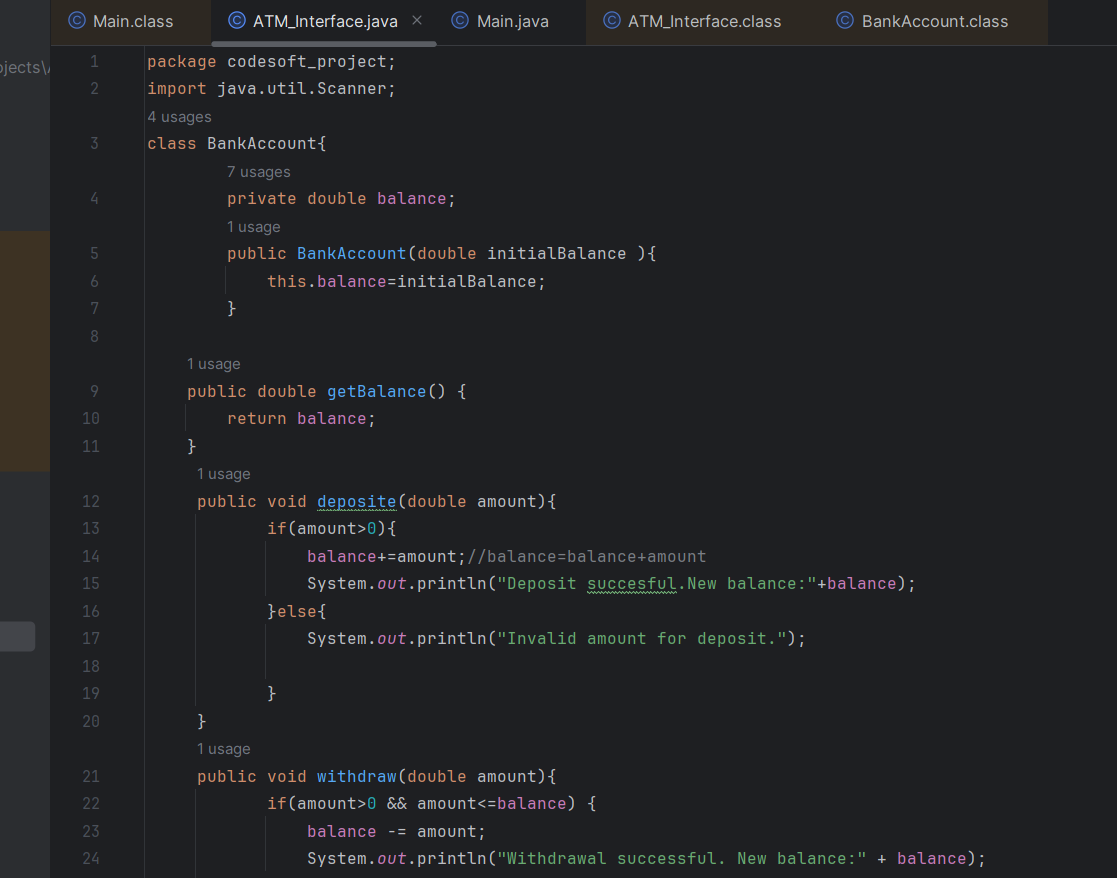 Main.class ATM_Interface.java Main.java ATM_Interface.class BankAccount.class
1 package codesoft_project;
2 import java.util.Scanner;
4 usages
3 class BankAccount{
7 usages
4 private double balance;
1 usage
5 public BankAccount(double initialBalance ){
6 this.balance=initialBalance;
7 }
8
1 usage
9 public double getBalance() {
10 return balance;
11 }
1 usage
12 public void deposite(double amount){
13 if(amount>0){
14 balance+=amount;//balance=balance+amount
15 System.out.println("Deposit succesful.New balance:"+balance);
16 }else{
17 System.out.println("Invalid amount for deposit.");
18
19 }
20 }
1 usage
21 public void withdraw(double amount){
22 if(amount>0 && amount<=balance) {
23 balance -= amount;
24 System.out.println("Withdrawal successful. New balance:" + balance);